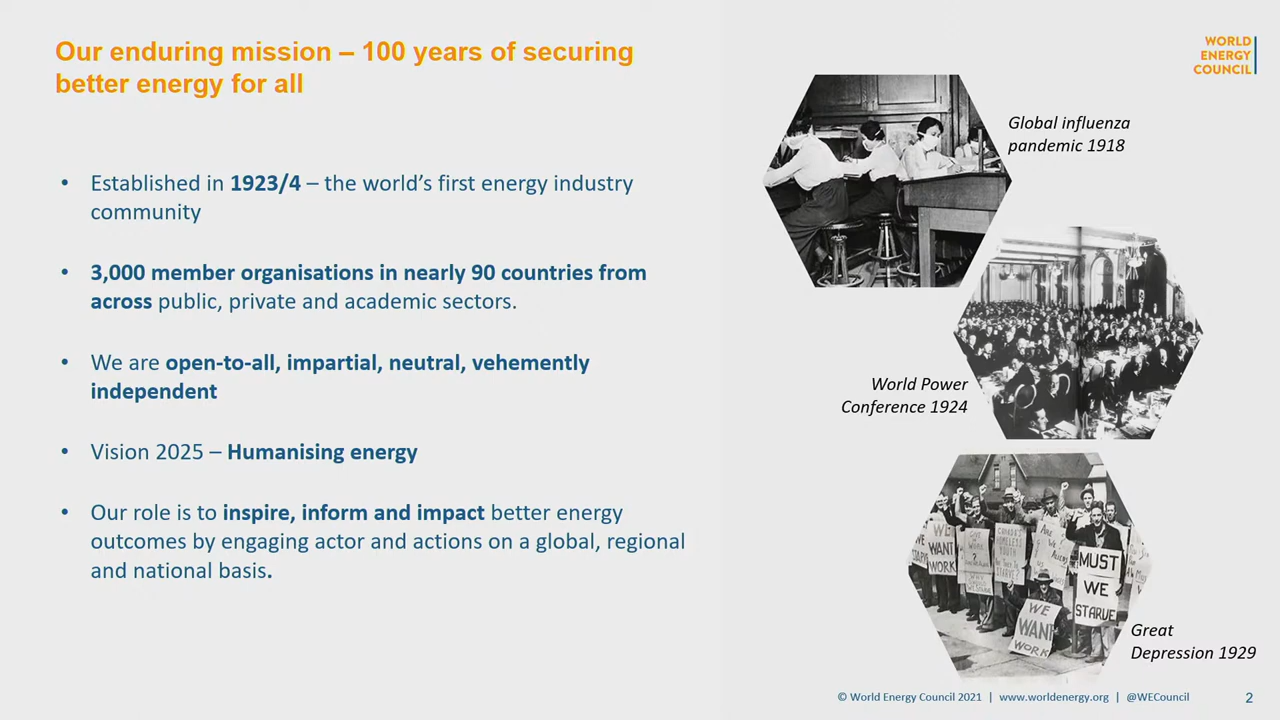 Our enduring mission – 100 years of securing
better energy for all
WORLD
ENERGY
COUNCIL
Global influenza
pandemic 1918
• Established in 1923/4 – the world’s first energy industry
community
• 3,000 member organisations in nearly 90 countries from
across public, private and academic sectors.
• We are open-to-all, impartial, neutral, vehemently
independent
World Power
Conference 1924
• Vision 2025 – Humanising energy
• Our role is to inspire, inform and impact better energy
outcomes by engaging actor and actions on a global, regional
and national basis.
WE
WANT
WORK
MUST
WE
STARVE
WE
WANT
WORK
Great
Depression 1929
© World Energy Council 2021 | www.worldenergy.org | @WECouncil
2